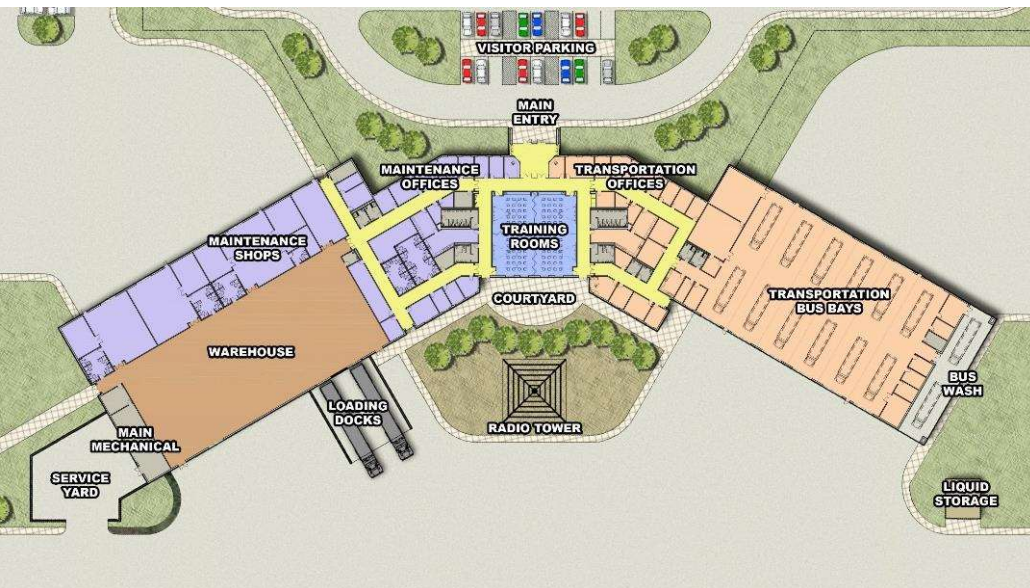 VISITOR PARKING
MAIN
ENTRY
MAINTENANCE
OFFICES
TRANSPORTATION
OFFICES
TRAINING
ROOMS
MAINTENANCE
SHOPS
COURTYARD
TRANSPORTATION
BUS BAYS
WAREHOUSE
BUS
WASH
LOADING
DOCKS
RADIO TOWER
MAIN
MECHANICAL
SERVICE
YARD
LIQUID
STORAGE